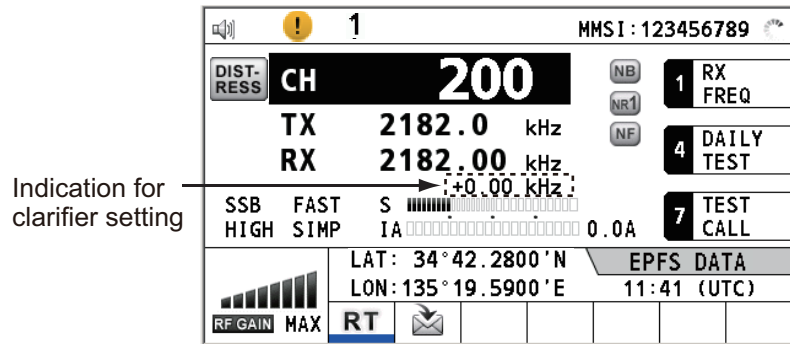 ! 1 MMSI:123456789
DIST-
RESS
CH 200
NB
NR1
NF
1 RX
FREQ
TX 2182.0 kHz
RX 2182.00 kHz
+0.00 kHz
4 DAILY
TEST
Indication for
clarifier setting
SSB FAST S
HIGH SIMP IA 0.0A
7 TEST
CALL
LAT: 34°42.2800'N EPFS DATA
LON:135°19.5900'E 11:41 (UTC)
RF GAIN MAX RT